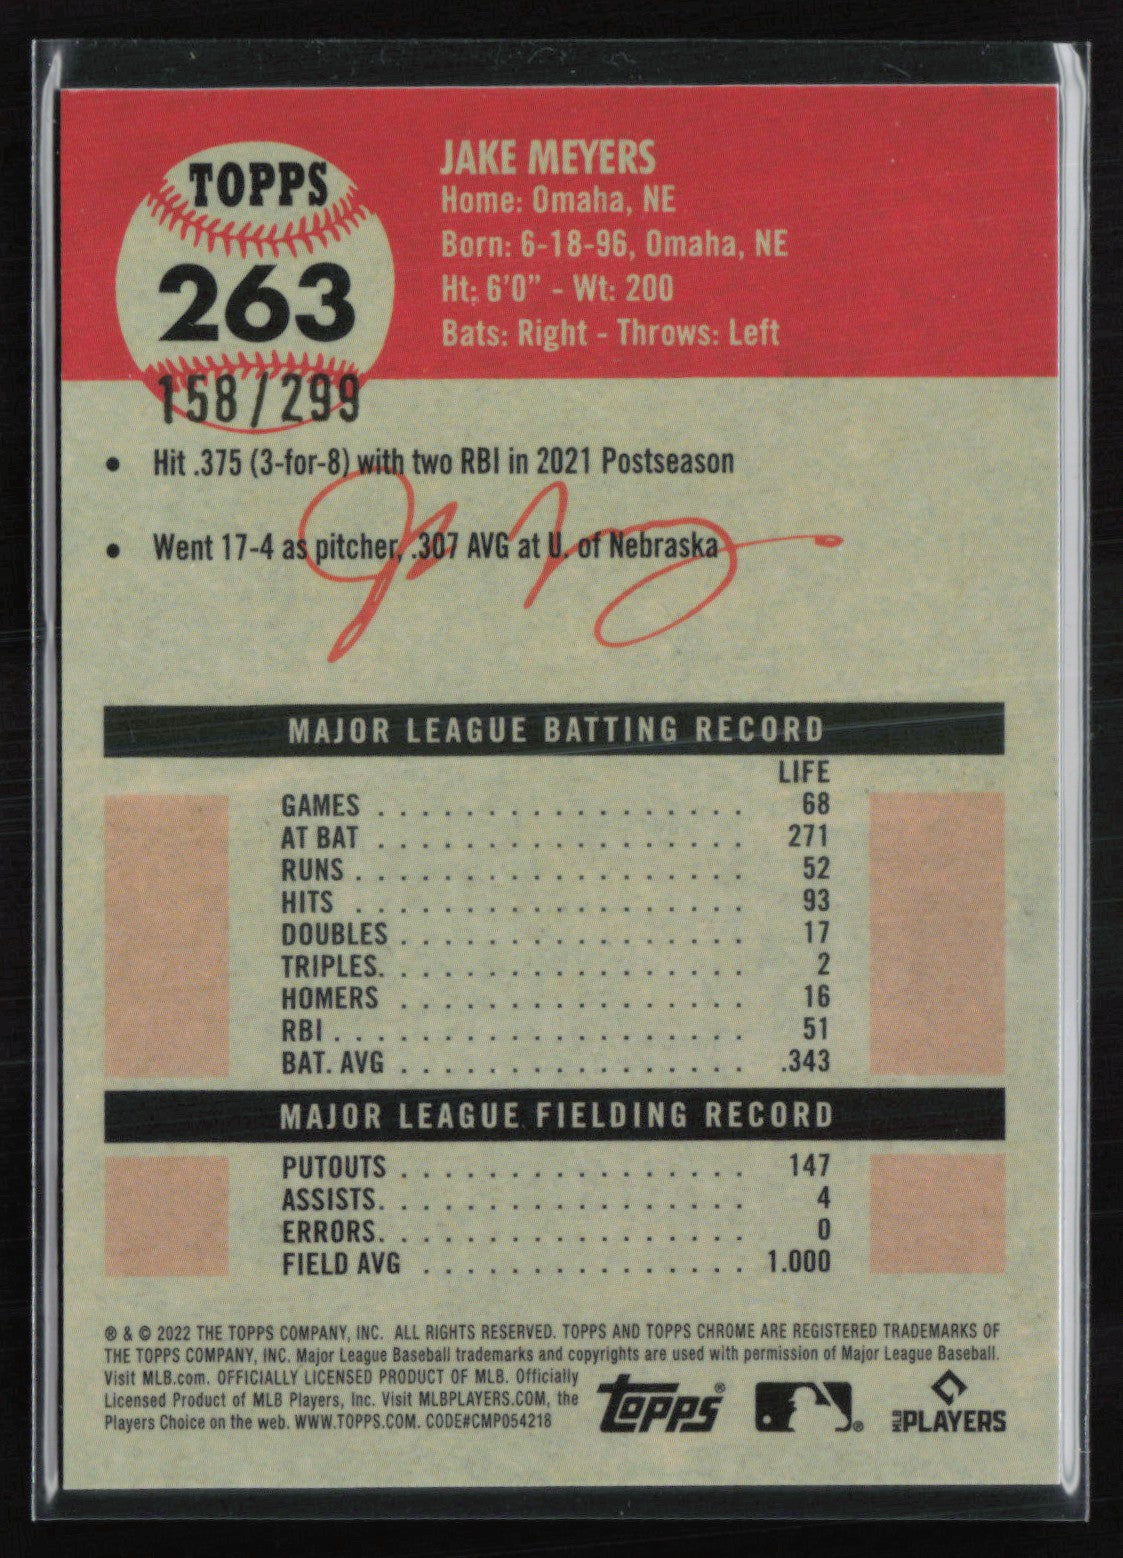 TOPPS
263
158/299
JAKE MEYERS
Home: Omaha, NE
Born: 6-18-96, Omaha, NE
Ht: 6'0" - Wt: 200
Bats: Right - Throws: Left
• Hit .375 (3-for-8) with two RBI in 2021 Postseason
• Went 17-4 as pitcher, .307 AVG at U. of Nebraska
MAJOR LEAGUE BATTING RECORD
LIFE
GAMES . . . . . . . . . . . . . . . . . 68
AT BAT . . . . . . . . . . . . . . . . . 271
RUNS . . . . . . . . . . . . . . . . . . 52
HITS . . . . . . . . . . . . . . . . . . 93
DOUBLES . . . . . . . . . . . . . . . . 17
TRIPLES. . . . . . . . . . . . . . . . . 2
HOMERS . . . . . . . . . . . . . . . . 16
RBI . . . . . . . . . . . . . . . . . . . 51
BAT. AVG . . . . . . . . . . . . . . . . .343
MAJOR LEAGUE FIELDING RECORD
PUTOUTS . . . . . . . . . . . . . . . . 147
ASSISTS. . . . . . . . . . . . . . . . . 4
ERRORS. . . . . . . . . . . . . . . . . 0
FIELD AVG . . . . . . . . . . . . . . . 1.000
® & © 2022 THE TOPPS COMPANY, INC. ALL RIGHTS RESERVED. TOPPS AND TOPPS CHROME ARE REGISTERED TRADEMARKS OF
THE TOPPS COMPANY, INC. Major League Baseball trademarks and copyrights are used with permission of Major League Baseball.
Visit MLB.com. OFFICIALLY LICENSED PRODUCT OF MLB. Officially
Licensed Product of MLB Players, Inc. Visit MLBPLAYERS.COM, the
Players Choice on the web. WWW.TOPPS.COM. CODE#CMP054218
topps®
®
MLB PLAYERS